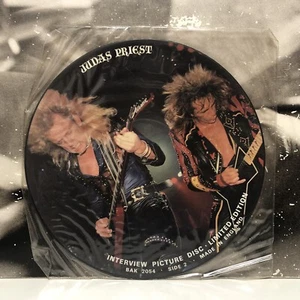 JUDAS PRIEST
INTERVIEW PICTURE DISC · LIMITED EDITION
BAK 2054 · SIDE 2 · MADE IN ENGLAND